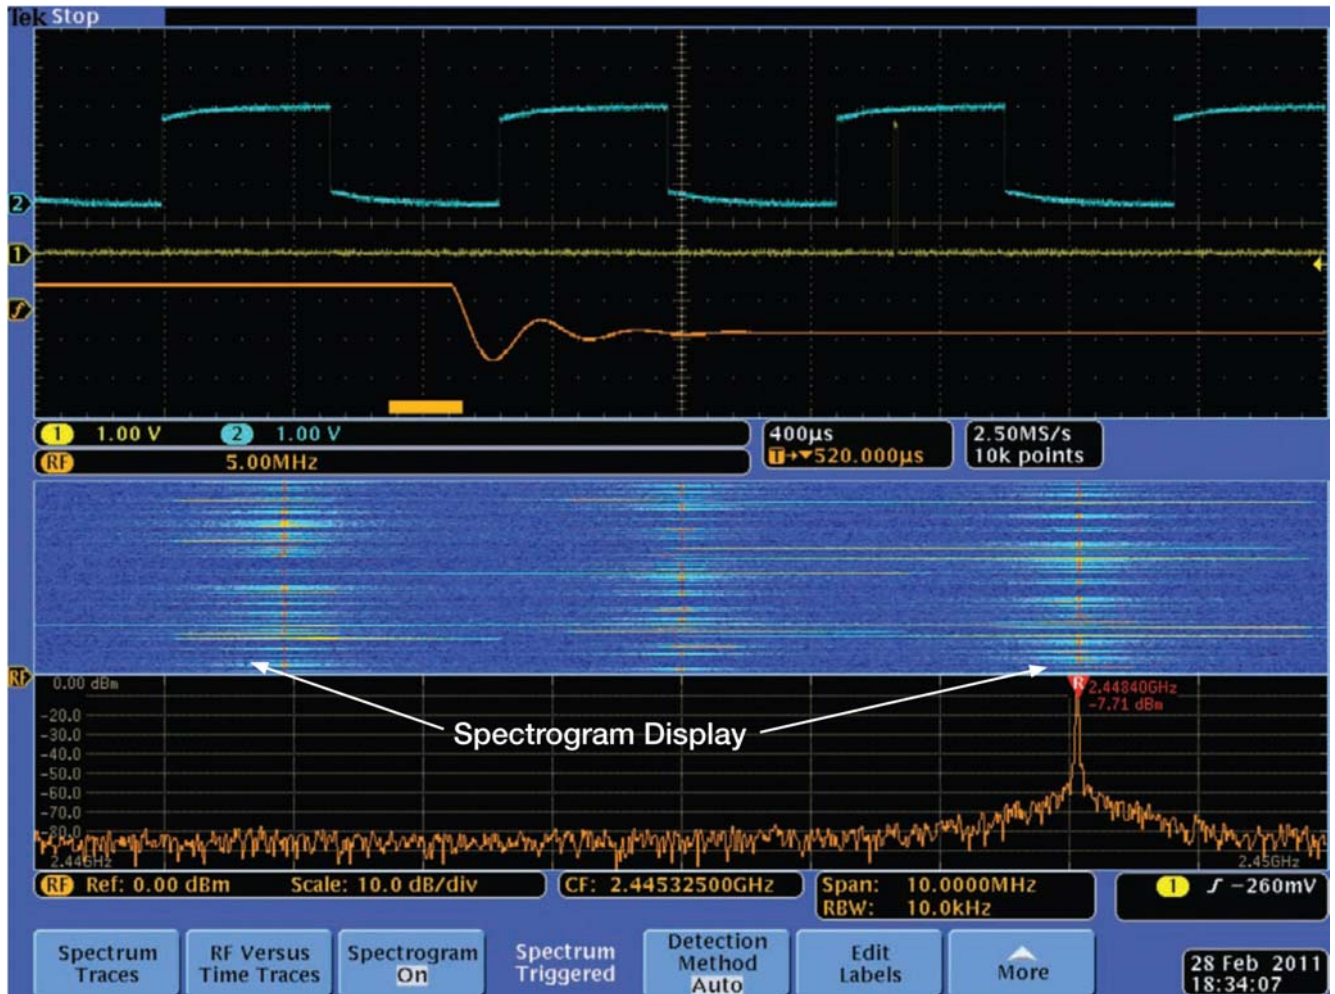 Tek Stop
2
1
f
1 1.00 V 2 1.00 V
RF 5.00MHz
400µs
T→▼520.000µs
2.50MS/s
10k points
RF
0.00 dBm
-20.0
-30.0
-40.0
-50.0
-60.0
-70.0
-80.0
2.44GHz
R
2.44840GHz
-7.71 dBm
Spectrogram Display
2.45GHz
RF Ref: 0.00 dBm Scale: 10.0 dB/div
CF: 2.44532500GHz
Span: 10.0000MHz
RBW: 10.0kHz
1 ∫ -260mV
Spectrum
Traces
RF Versus
Time Traces
Spectrogram
On
Spectrum
Triggered
Detection
Method
Auto
Edit
Labels
More
28 Feb 2011
18:34:07